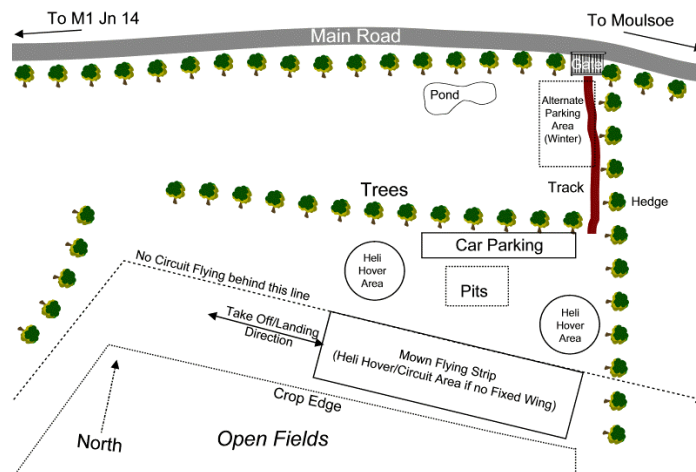 To M1 Jn 14
To Moulsoe
Main Road
Gate
Pond
Alternate
Parking
Area
(Winter)
Trees
Track
Hedge
Car Parking
No Circuit Flying behind this line
Heli
Hover
Area
Pits
Heli
Hover
Area
Take Off/Landing
Direction
Mown Flying Strip
(Heli Hover/Circuit Area if no Fixed Wing)
Crop Edge
North
Open Fields